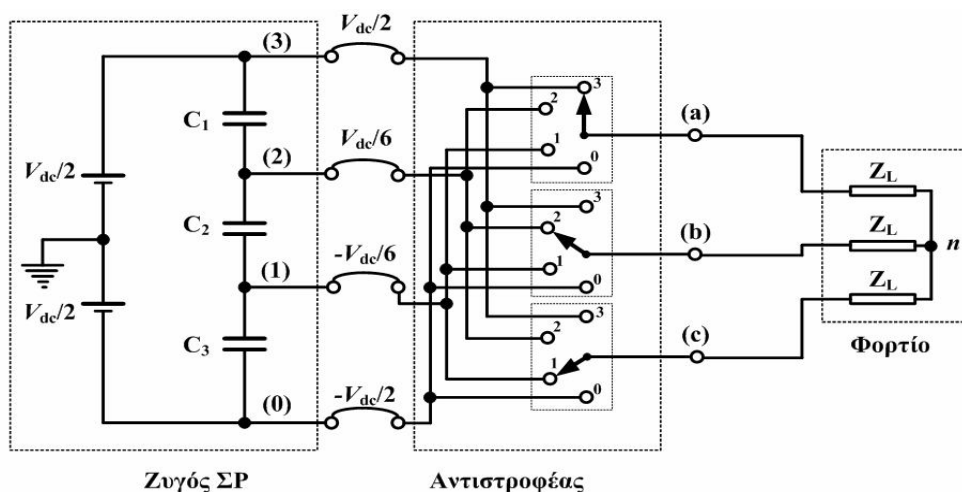 (3)
V_dc/2
C₁
(2)
V_dc/6
V_dc/2
C₂
(1)
-V_dc/6
V_dc/2
C₃
(0)
-V_dc/2
3
2
1
0
(a)
3
2
1
0
(b)
3
2
1
0
(c)
Z_L
Z_L
n
Z_L
Φορτίο
Ζυγός ΣΡ
Αντιστροφέας